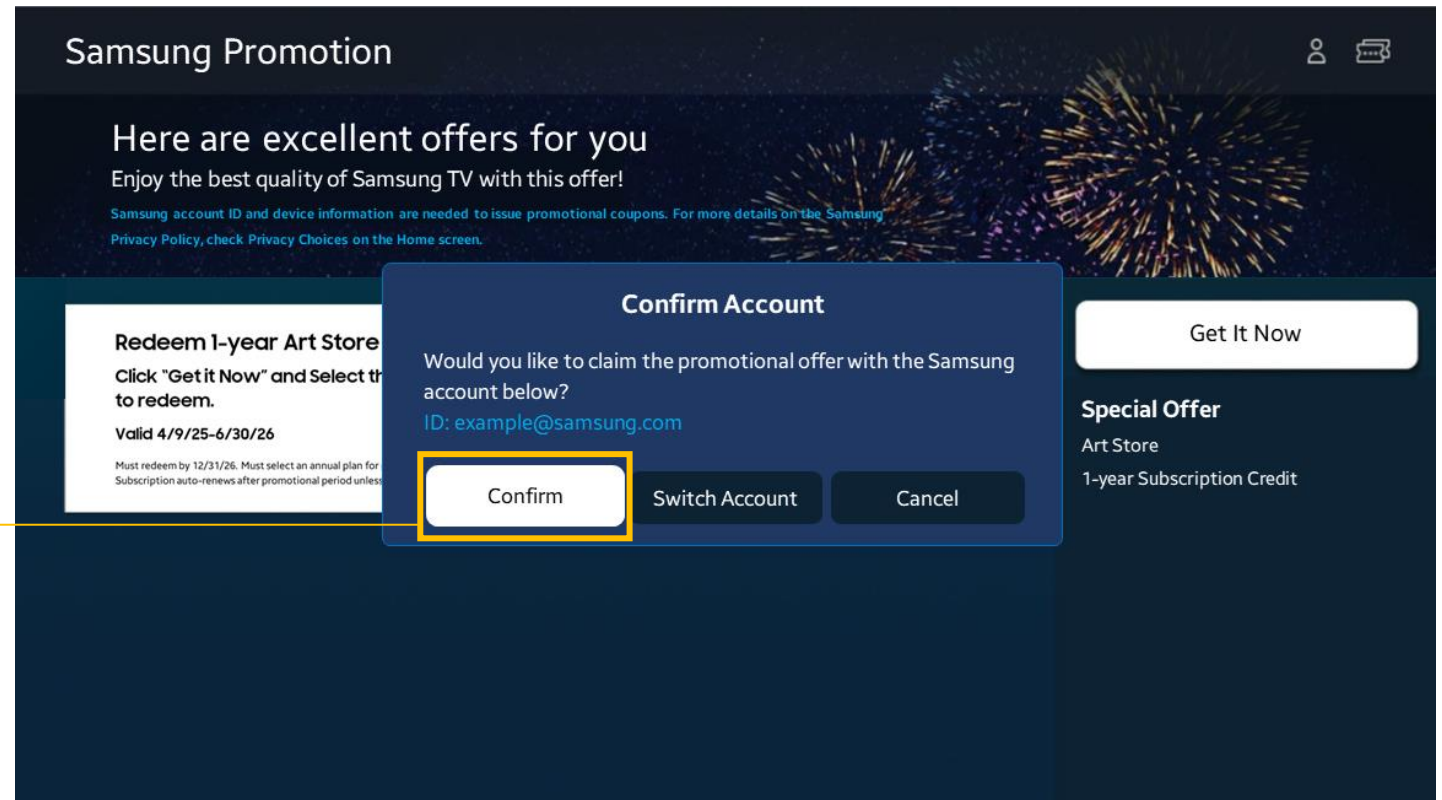 Samsung Promotion
Here are excellent offers for you
Enjoy the best quality of Samsung TV with this offer!
Samsung account ID and device information are needed to issue promotional coupons. For more details on the Samsung
Privacy Policy, check Privacy Choices on the Home screen.
Redeem 1-year Art Store
Click "Get it Now" and Select th
to redeem.
Valid 4/9/25-6/30/26
Must redeem by 12/31/26. Must select an annual plan for
Subscription auto-renews after promotional period unless
Confirm Account
Would you like to claim the promotional offer with the Samsung
account below?
ID: example@samsung.com
Confirm
Switch Account
Cancel
Get It Now
Special Offer
Art Store
1-year Subscription Credit